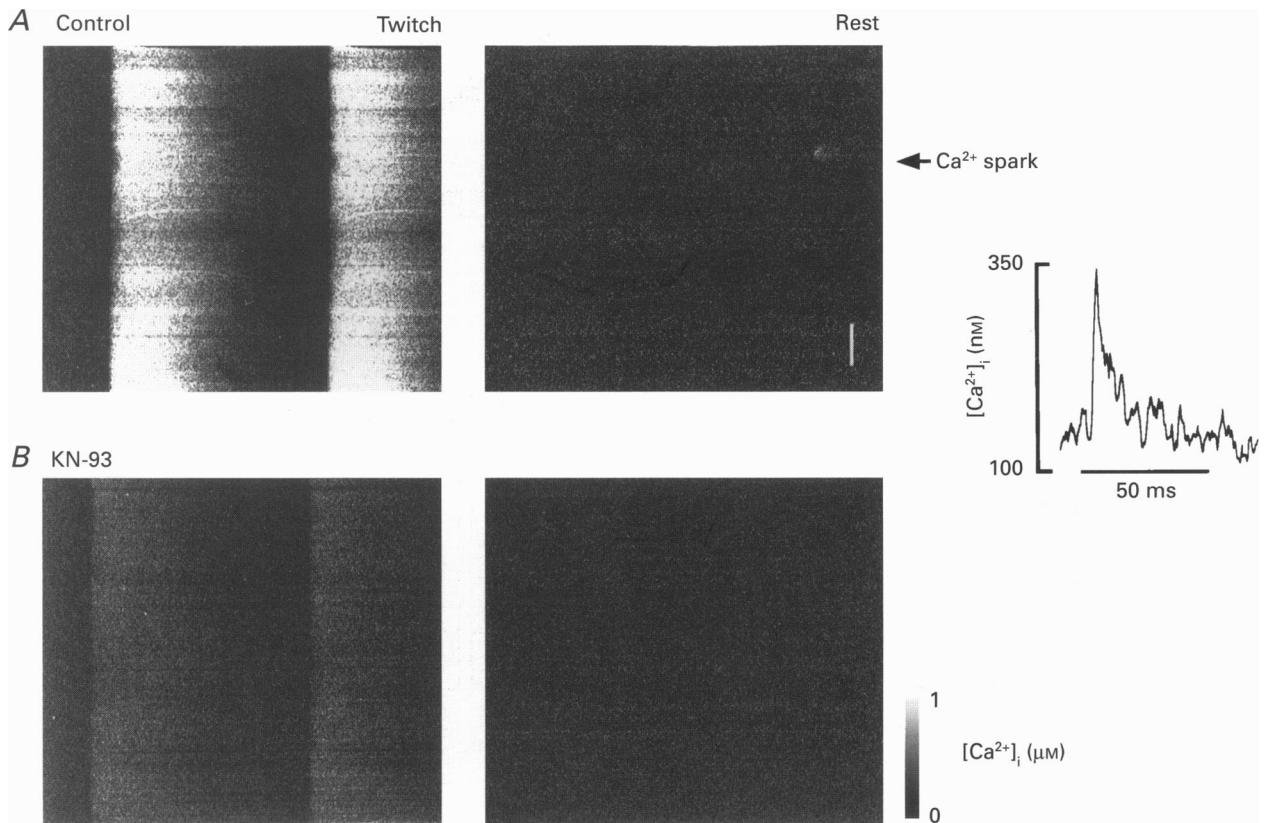 A Control Twitch Rest
Ca²⁺ spark
350
[Ca²⁺]ᵢ (nM)
100
50 ms
B KN-93
1
[Ca²⁺]ᵢ (μM)
0